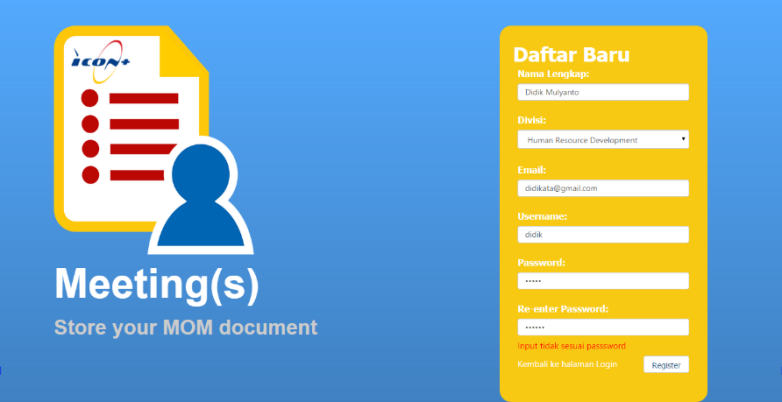 icon+
Meeting(s)
Store your MOM document
Daftar Baru
Nama Lengkap:
Didik Mulyanto
Divisi:
Human Resource Development
Email:
didikata@gmail.com
Username:
didik
Password:
•••••
Re-enter Password:
••••••
Input tidak sesuai passsword
Kembali ke halaman Login
Register